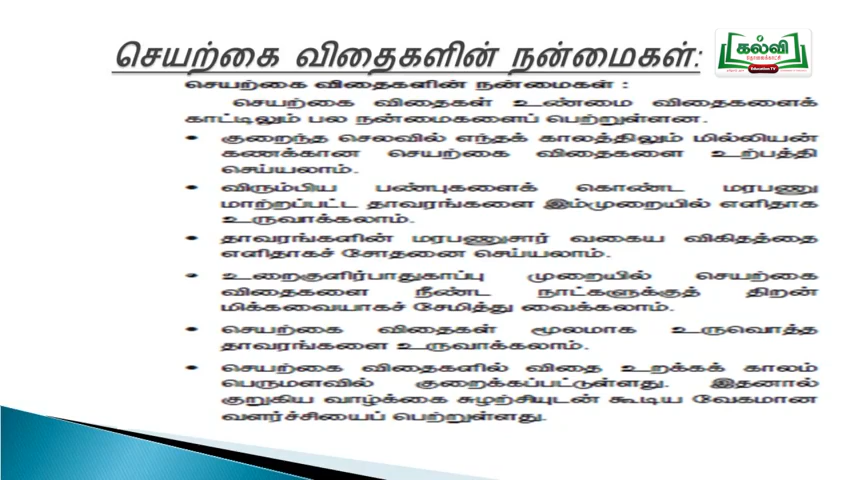 செயற்கை விதைகளின் நன்மைகள்:
கல்வி
தொலைக்காட்சி
Education TV
செயற்கை விதைகளின் நன்மைகள் :
செயற்கை விதைகள் உண்மை விதைகளைக்
காட்டிலும் பல நன்மைகளைப் பெற்றுள்ளன.
• குறைந்த செலவில் எந்தக் காலத்திலும் மில்லியன்
கணக்கான செயற்கை விதைகளை உற்பத்தி
செய்யலாம்.
• விரும்பிய பண்புகளைக் கொண்ட மரபணு
மாற்றப்பட்ட தாவரங்களை இம்முறையில் எளிதாக
உருவாக்கலாம்.
• தாவரங்களின் மரபணுசார் வகைய விகிதத்தை
எளிதாகச் சோதனை செய்யலாம்.
• உறைகுளிர்பாதுகாப்பு முறையில் செயற்கை
விதைகளை நீண்ட நாட்களுக்குத் திறன்
மிக்கவையாகச் சேமித்து வைக்கலாம்.
• செயற்கை விதைகள் மூலமாக உருவொத்த
தாவரங்களை உருவாக்கலாம்.
• செயற்கை விதைகளில் விதை உறக்கக் காலம்
பெருமளவில் குறைக்கப்பட்டுள்ளது. இதனால்
குறுகிய வாழ்க்கை சுழற்சியுடன் கூடிய வேகமான
வளர்ச்சியைப் பெற்றுள்ளது.